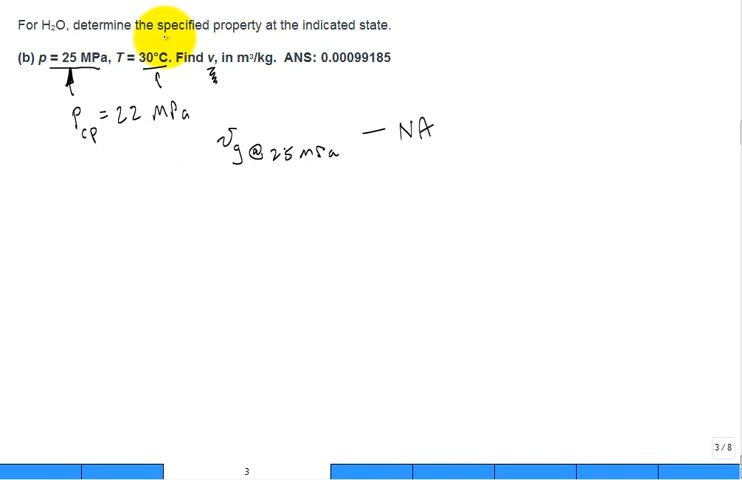 For H₂O, determine the specified property at the indicated state.
(b) p = 25 MPa, T = 30°C. Find v, in m³/kg. ANS: 0.00099185
P_cp = 22 MPa
v_g @ 25 MPa — NA
3 / 8
3